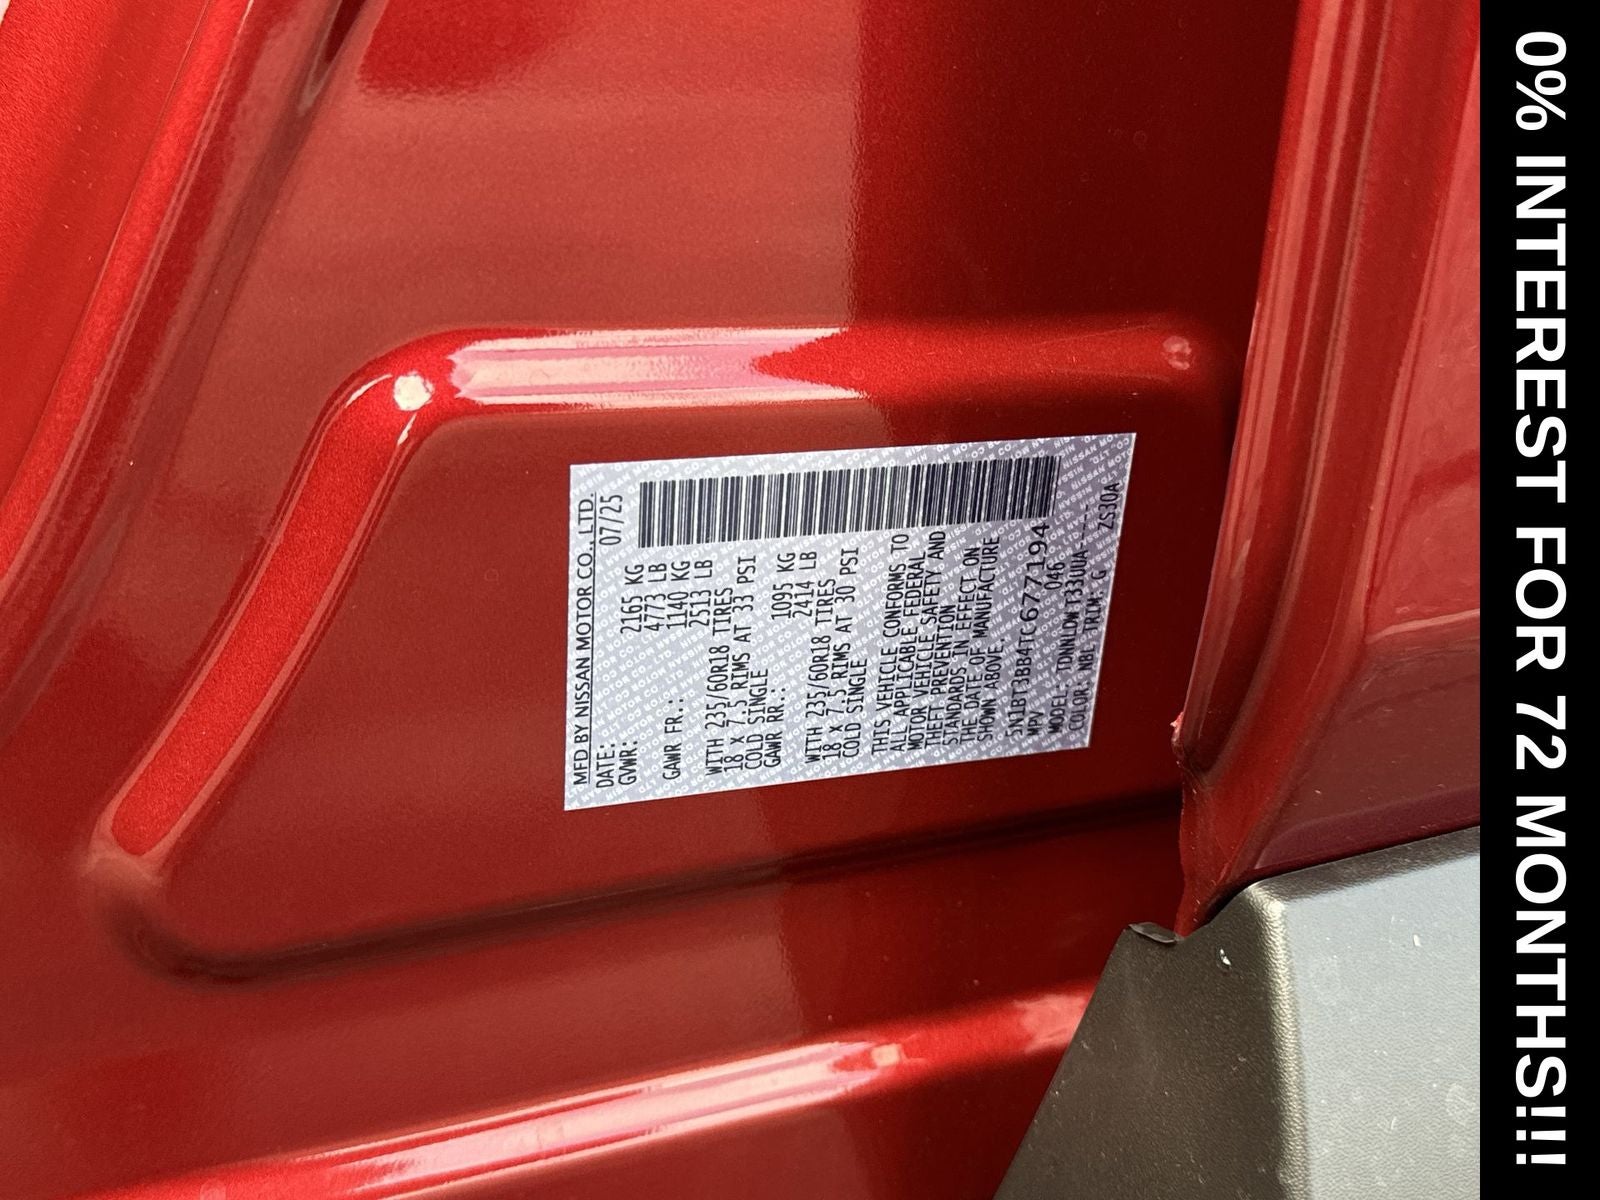 MFD BY NISSAN MOTOR CO., LTD.
DATE: 07/25
GVWR: 2165 KG
4773 LB
GAWR FR.: 1140 KG
2513 LB
WITH 235/60R18 TIRES
18 X 7.5 RIMS AT 33 PSI
COLD SINGLE
GAWR RR.: 1095 KG
2414 LB
WITH 235/60R18 TIRES
18 X 7.5 RIMS AT 30 PSI
COLD SINGLE
THIS VEHICLE CONFORMS TO
ALL APPLICABLE FEDERAL
MOTOR VEHICLE SAFETY AND
THEFT PREVENTION
STANDARDS IN EFFECT ON
THE DATE OF MANUFACTURE
SHOWN ABOVE
5N1BT3BB4TC677194
MPV 046
MODEL: TDNNLDW T33UUA-----
COLOR: NBL TRIM: G ZS30A
0% INTEREST FOR 72 MONTHS!!!